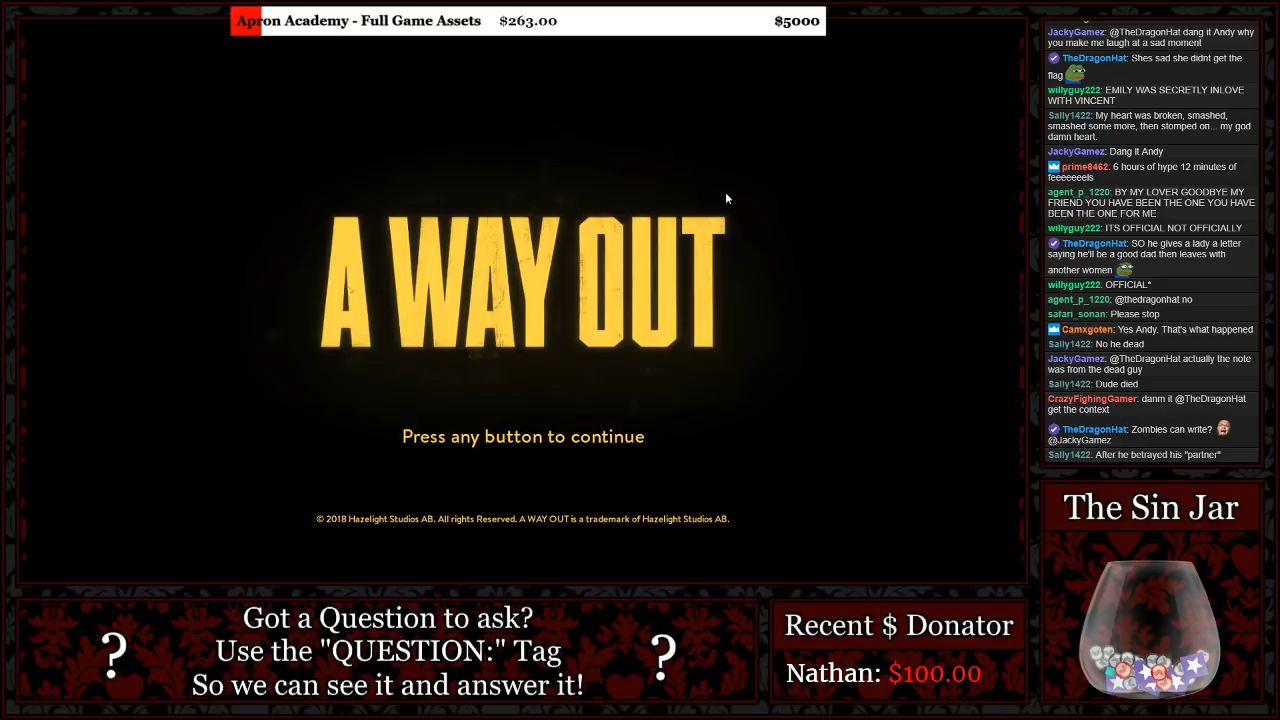 Apron Academy - Full Game Assets $263.00 $5000
A WAY OUT
Press any button to continue
© 2018 Hazelight Studios AB. All rights Reserved. A WAY OUT is a trademark of Hazelight Studios AB.
JackyGamez: @TheDragonHat dang it Andy why
you make me laugh at a sad moment
TheDragonHat: Shes sad she didnt get the
flag
willyguy222: EMILY WAS SECRETLY INLOVE
WITH VINCENT
Sally1422: My heart was broken, smashed,
smashed some more, then stomped on... my god
damn heart.
JackyGamez: Dang it Andy
prime8462: 6 hours of hype 12 minutes of
feeeeeeels
agent_p_1220: BY MY LOVER GOODBYE MY
FRIEND YOU HAVE BEEN THE ONE YOU HAVE
BEEN THE ONE FOR ME
willyguy222: ITS OFFICIAL NOT OFFICIALLY
TheDragonHat: SO he gives a lady a letter
saying he'll be a good dad then leaves with
another women
willyguy222: OFFICIAL*
agent_p_1220: @thedragonhat no
safari_sonan: Please stop
Camxgoten: Yes Andy. That's what happened
Sally1422: No he dead
JackyGamez: @TheDragonHat actually the note
was from the dead guy
Sally1422: Dude died
CrazyFighingGamer: danm it @TheDragonHat
get the context
TheDragonHat: Zombies can write?
@JackyGamez
Sally1422: After he betrayed his "partner"
The Sin Jar
Got a Question to ask?
? Use the "QUESTION:" Tag ?
So we can see it and answer it!
Recent $ Donator
Nathan: $100.00